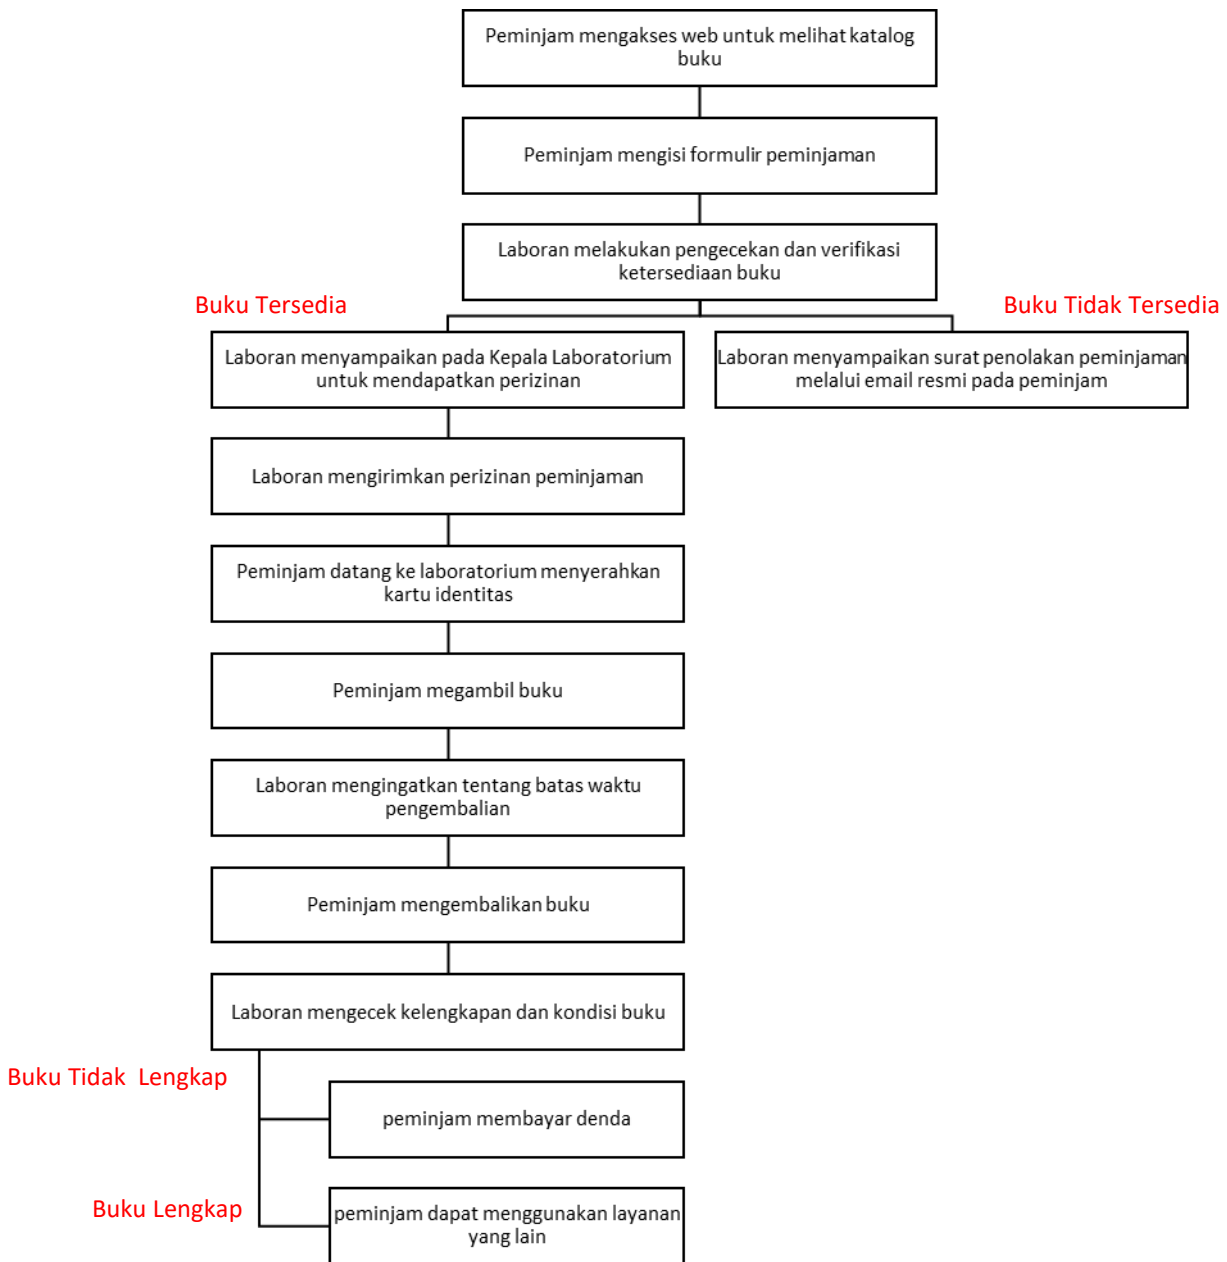 Peminjam mengakses web untuk melihat katalog
buku
Peminjam mengisi formulir peminjaman
Laboran melakukan pengecekan dan verifikasi
ketersediaan buku
Buku Tersedia
Buku Tidak Tersedia
Laboran menyampaikan pada Kepala Laboratorium
untuk mendapatkan perizinan
Laboran menyampaikan surat penolakan peminjaman
melalui email resmi pada peminjam
Laboran mengirimkan perizinan peminjaman
Peminjam datang ke laboratorium menyerahkan
kartu identitas
Peminjam megambil buku
Laboran mengingatkan tentang batas waktu
pengembalian
Peminjam mengembalikan buku
Laboran mengecek kelengkapan dan kondisi buku
Buku Tidak  Lengkap
peminjam membayar denda
Buku Lengkap
peminjam dapat menggunakan layanan
yang lain